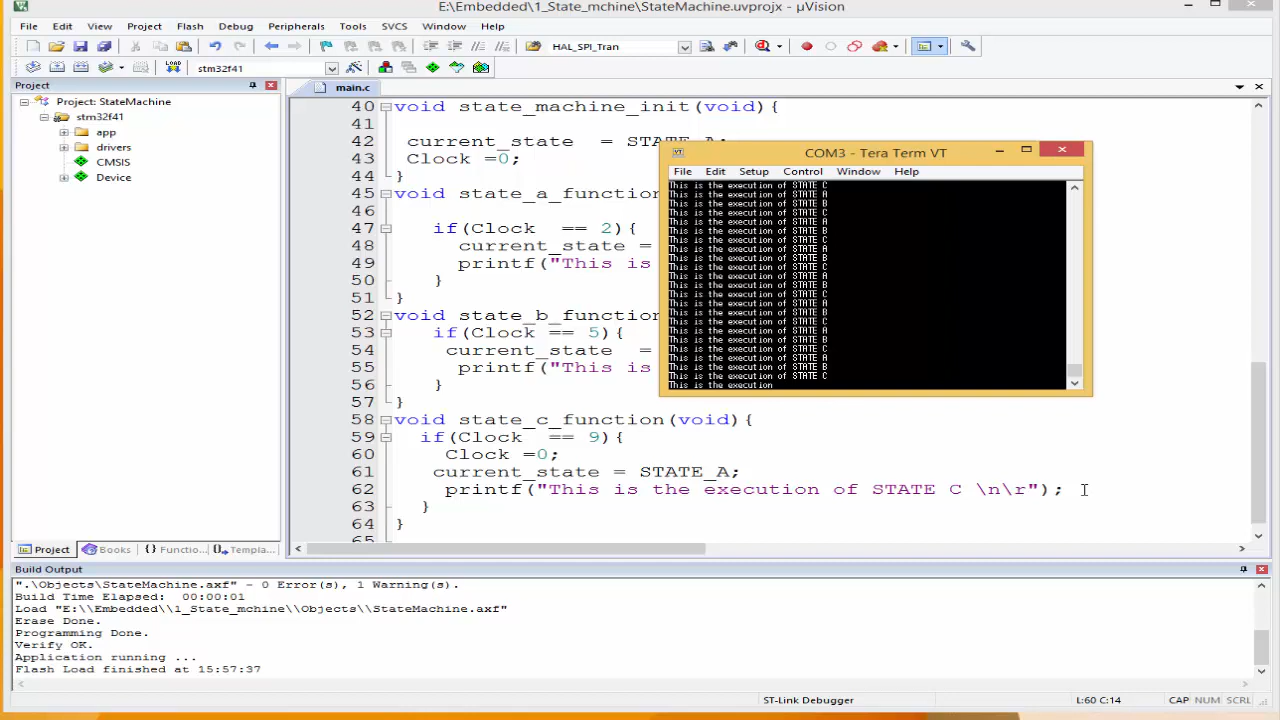 E:\Embedded\1_State_mchine\StateMachine.uvprojx - µVision
File Edit View Project Flash Debug Peripherals Tools SVCS Window Help
HAL_SPI_Tran
LOAD stm32f41
Project
main.c
Project: StateMachine
stm32f41
app
drivers
CMSIS
Device
40 void state_machine_init(void){
41
42 current_state = STATE_A;
43 Clock =0;
44 }
45 void state_a_function
46
47 if(Clock == 2){
48 current_state =
49 printf("This is
50 }
51 }
52 void state_b_function
53 if(Clock == 5){
54 current_state =
55 printf("This is
56 }
57 }
58 void state_c_function(void){
59 if(Clock == 9){
60 Clock =0;
61 current_state = STATE_A;
62 printf("This is the execution of STATE C \n\r");
63 }
64 }
65
VT COM3 - Tera Term VT
File Edit Setup Control Window Help
This is the execution of STATE C
This is the execution of STATE A
This is the execution of STATE B
This is the execution of STATE C
This is the execution of STATE A
This is the execution of STATE B
This is the execution of STATE C
This is the execution of STATE A
This is the execution of STATE B
This is the execution of STATE C
This is the execution of STATE A
This is the execution of STATE B
This is the execution of STATE C
This is the execution of STATE A
This is the execution of STATE B
This is the execution of STATE C
This is the execution of STATE A
This is the execution of STATE B
This is the execution of STATE C
This is the execution of STATE A
This is the execution of STATE B
This is the execution of STATE C
This is the execution
Project Books {} Functio... Templa...
Build Output
".\Objects\StateMachine.axf" - 0 Error(s), 1 Warning(s).
Build Time Elapsed: 00:00:01
Load "E:\\Embedded\\1_State_mchine\\Objects\\StateMachine.axf"
Erase Done.
Programming Done.
Verify OK.
Application running ...
Flash Load finished at 15:57:37
ST-Link Debugger L:60 C:14 CAP NUM SCRL